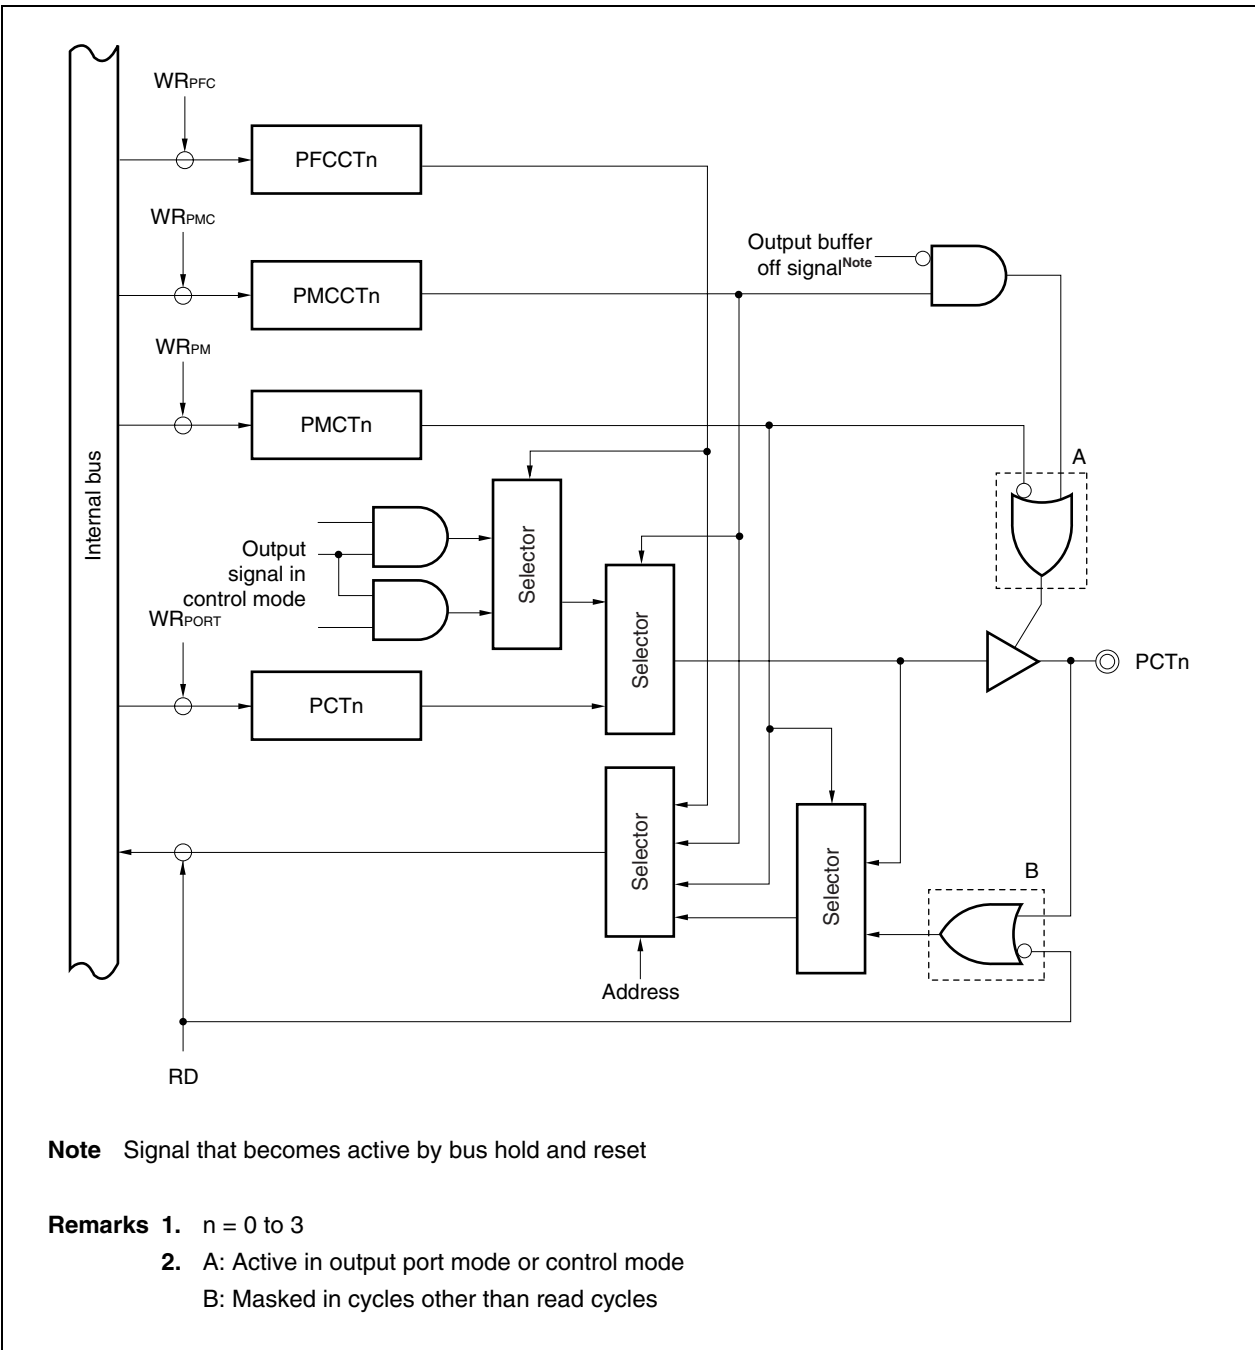 WRPFC
PFCCTn
WRPMC
Output buffer
off signalNote
PMCCTn
WRPM
PMCTn
A
Internal bus
Selector
Output
signal in
control mode
Selector
WRPORT
PCTn
PCTn
Selector
Selector
B
Address
RD
Note Signal that becomes active by bus hold and reset
Remarks 1. n = 0 to 3
2. A: Active in output port mode or control mode
B: Masked in cycles other than read cycles